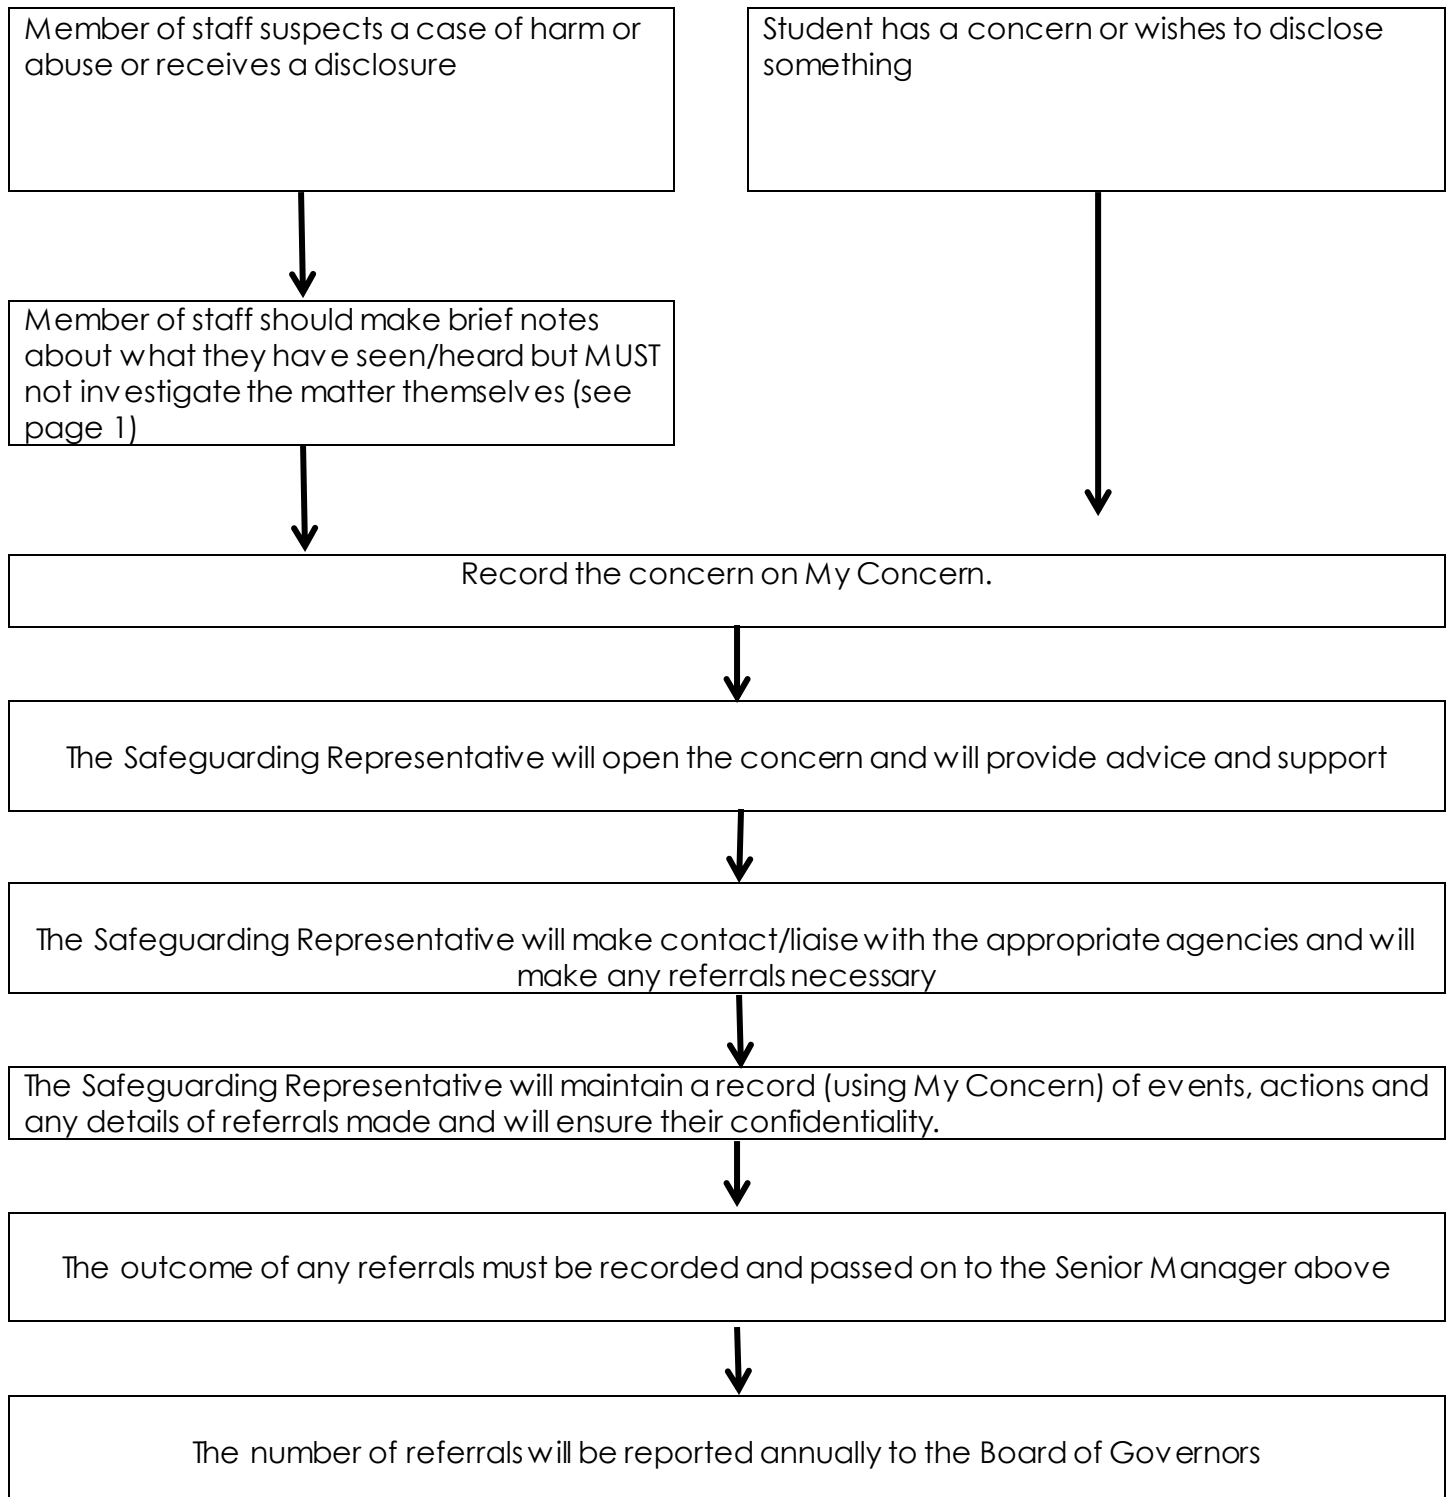 Member of staff suspects a case of harm or
abuse or receives a disclosure
Student has a concern or wishes to disclose
something
Member of staff should make brief notes
about what they have seen/heard but MUST
not investigate the matter themselves (see
page 1)
Record the concern on My Concern.
The Safeguarding Representative will open the concern and will provide advice and support
The Safeguarding Representative will make contact/liaise with the appropriate agencies and will
make any referrals necessary
The Safeguarding Representative will maintain a record (using My Concern) of events, actions and
any details of referrals made and will ensure their confidentiality.
The outcome of any referrals must be recorded and passed on to the Senior Manager above
The number of referrals will be reported annually to the Board of Governors